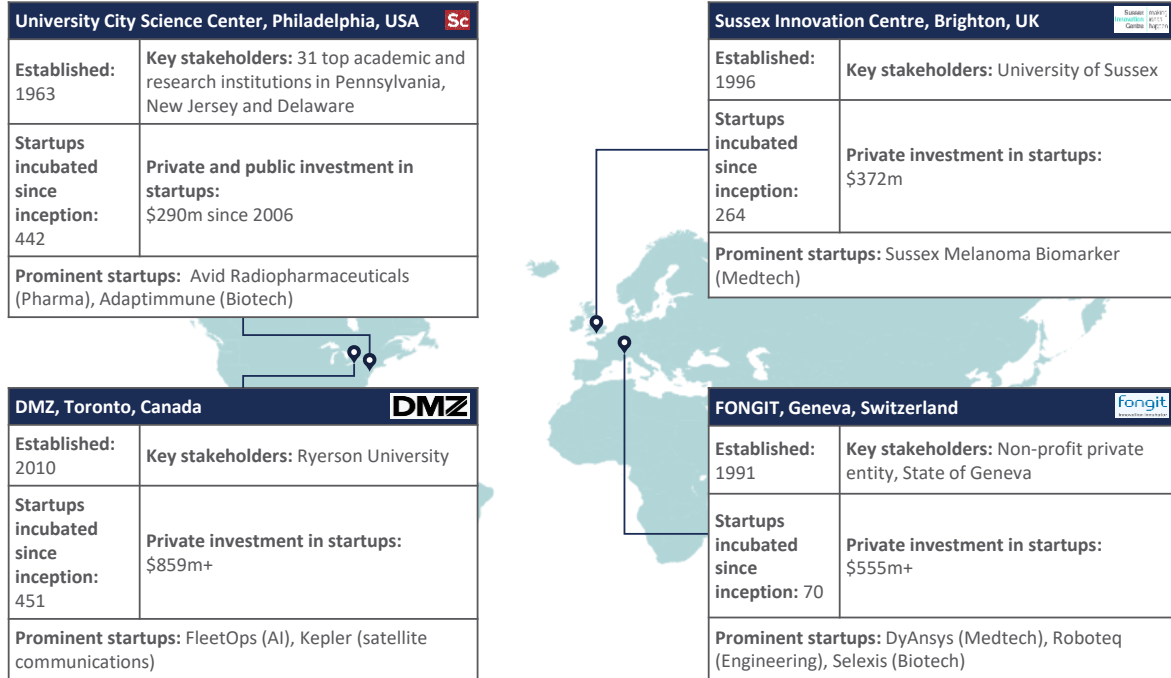 University City Science Center, Philadelphia, USA
Sc
Established:
1963
Key stakeholders: 31 top academic and
research institutions in Pennsylvania,
New Jersey and Delaware
Startups
incubated
since
inception:
442
Private and public investment in
startups:
$290m since 2006
Prominent startups: Avid Radiopharmaceuticals
(Pharma), Adaptimmune (Biotech)
Sussex Innovation Centre, Brighton, UK
Sussex
Innovation
Centre
Established:
1996
Key stakeholders: University of Sussex
Startups
incubated
since
inception:
264
Private investment in startups:
$372m
Prominent startups: Sussex Melanoma Biomarker
(Medtech)
DMZ, Toronto, Canada
DMZ
Established:
2010
Key stakeholders: Ryerson University
Startups
incubated
since
inception:
451
Private investment in startups:
$859m+
Prominent startups: FleetOps (AI), Kepler (satellite
communications)
FONGIT, Geneva, Switzerland
fongit
Established:
1991
Key stakeholders: Non-profit private
entity, State of Geneva
Startups
incubated
since
inception: 70
Private investment in startups:
$555m+
Prominent startups: DyAnsys (Medtech), Roboteq
(Engineering), Selexis (Biotech)